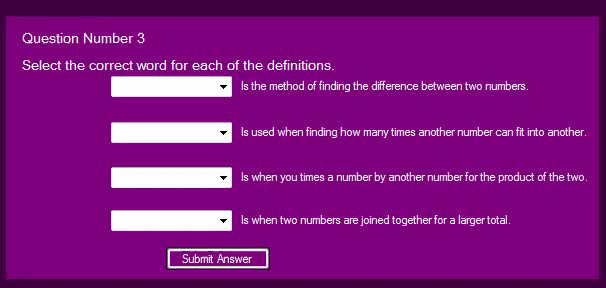 Question Number 3
Select the correct word for each of the definitions.
Is the method of finding the difference between two numbers.
Is used when finding how many times another number can fit into another.
Is when you times a number by another number for the product of the two.
Is when two numbers are joined together for a larger total.
Submit Answer